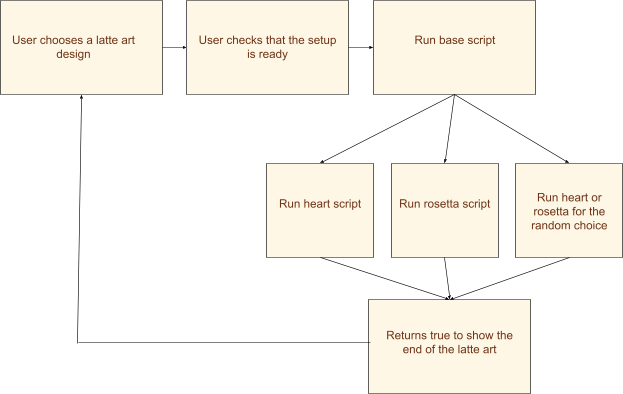 User chooses a latte art
design
User checks that the setup
is ready
Run base script
Run heart script
Run rosetta script
Run heart or
rosetta for the
random choice
Returns true to show the
end of the latte art